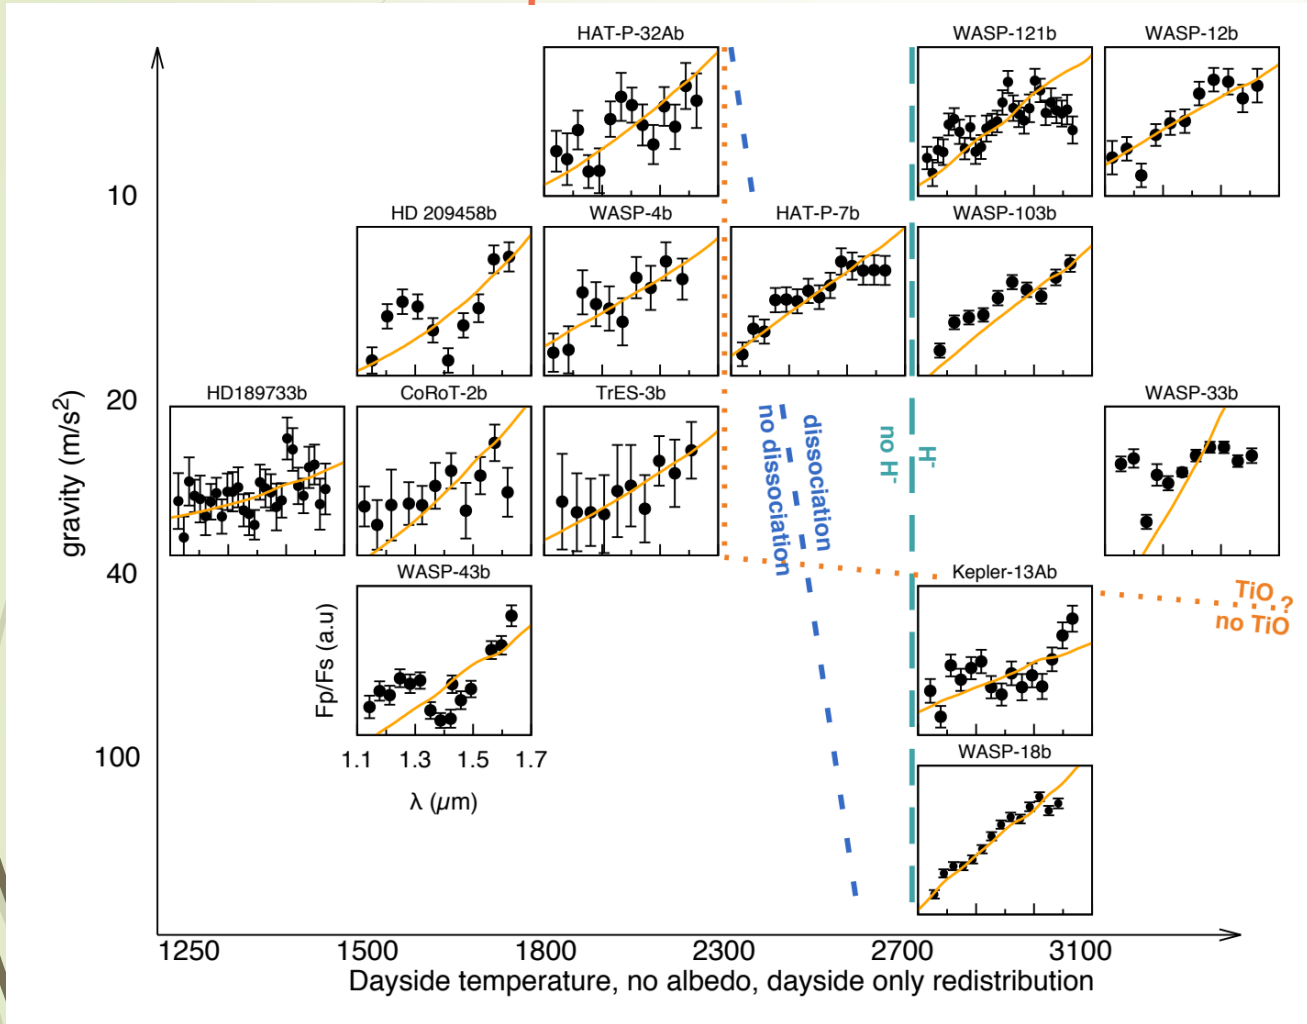 HAT-P-32Ab
WASP-121b
WASP-12b
10
HD 209458b
WASP-4b
HAT-P-7b
WASP-103b
20
HD189733b
CoRoT-2b
TrES-3b
WASP-33b
gravity (m/s²)
dissociation
no dissociation
no H-
H-
40
WASP-43b
Kepler-13Ab
TiO ?
no TiO
Fp/Fs (a.u)
1.1 1.3 1.5 1.7
λ (µm)
100
WASP-18b
1250 1500 1800 2300 2700 3100
Dayside temperature, no albedo, dayside only redistribution